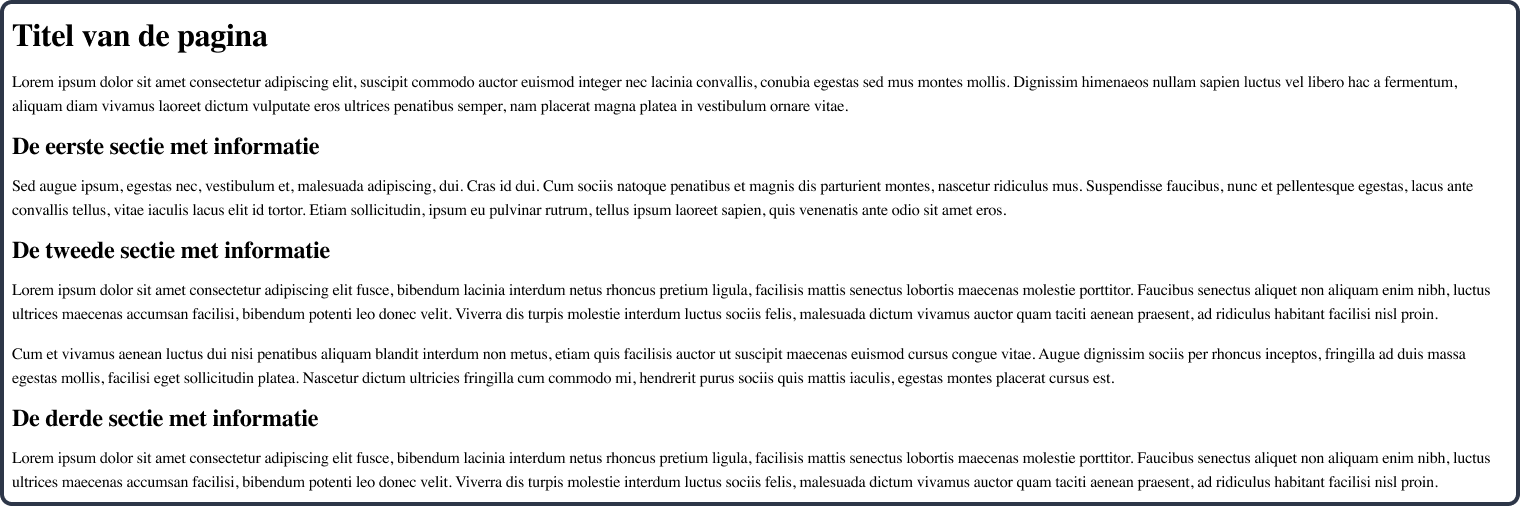 Titel van de pagina
Lorem ipsum dolor sit amet consectetur adipiscing elit, suscipit commodo auctor euismod integer nec lacinia convallis, conubia egestas sed mus montes mollis. Dignissim himenaeos nullam sapien luctus vel libero hac a fermentum,
aliquam diam vivamus laoreet dictum vulputate eros ultrices penatibus semper, nam placerat magna platea in vestibulum ornare vitae.
De eerste sectie met informatie
Sed augue ipsum, egestas nec, vestibulum et, malesuada adipiscing, dui. Cras id dui. Cum sociis natoque penatibus et magnis dis parturient montes, nascetur ridiculus mus. Suspendisse faucibus, nunc et pellentesque egestas, lacus ante
convallis tellus, vitae iaculis lacus elit id tortor. Etiam sollicitudin, ipsum eu pulvinar rutrum, tellus ipsum laoreet sapien, quis venenatis ante odio sit amet eros.
De tweede sectie met informatie
Lorem ipsum dolor sit amet consectetur adipiscing elit fusce, bibendum lacinia interdum netus rhoncus pretium ligula, facilisis mattis senectus lobortis maecenas molestie porttitor. Faucibus senectus aliquet non aliquam enim nibh, luctus
ultrices maecenas accumsan facilisi, bibendum potenti leo donec velit. Viverra dis turpis molestie interdum luctus sociis felis, malesuada dictum vivamus auctor quam taciti aenean praesent, ad ridiculus habitant facilisi nisl proin.
Cum et vivamus aenean luctus dui nisi penatibus aliquam blandit interdum non metus, etiam quis facilisis auctor ut suscipit maecenas euismod cursus congue vitae. Augue dignissim sociis per rhoncus inceptos, fringilla ad duis massa
egestas mollis, facilisi eget sollicitudin platea. Nascetur dictum ultricies fringilla cum commodo mi, hendrerit purus sociis quis mattis iaculis, egestas montes placerat cursus est.
De derde sectie met informatie
Lorem ipsum dolor sit amet consectetur adipiscing elit fusce, bibendum lacinia interdum netus rhoncus pretium ligula, facilisis mattis senectus lobortis maecenas molestie porttitor. Faucibus senectus aliquet non aliquam enim nibh, luctus
ultrices maecenas accumsan facilisi, bibendum potenti leo donec velit. Viverra dis turpis molestie interdum luctus sociis felis, malesuada dictum vivamus auctor quam taciti aenean praesent, ad ridiculus habitant facilisi nisl proin.